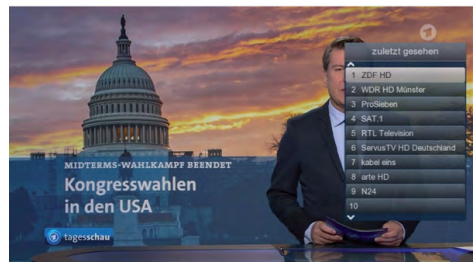 MIDTERMS-WAHLKAMPF BEENDET
Kongresswahlen
in den USA
tagesschau
zuletzt gesehen
1 ZDF HD
2 WDR HD Münster
3 ProSieben
4 SAT.1
5 RTL Television
6 ServusTV HD Deutschland
7 kabel eins
8 arte HD
9 N24
10